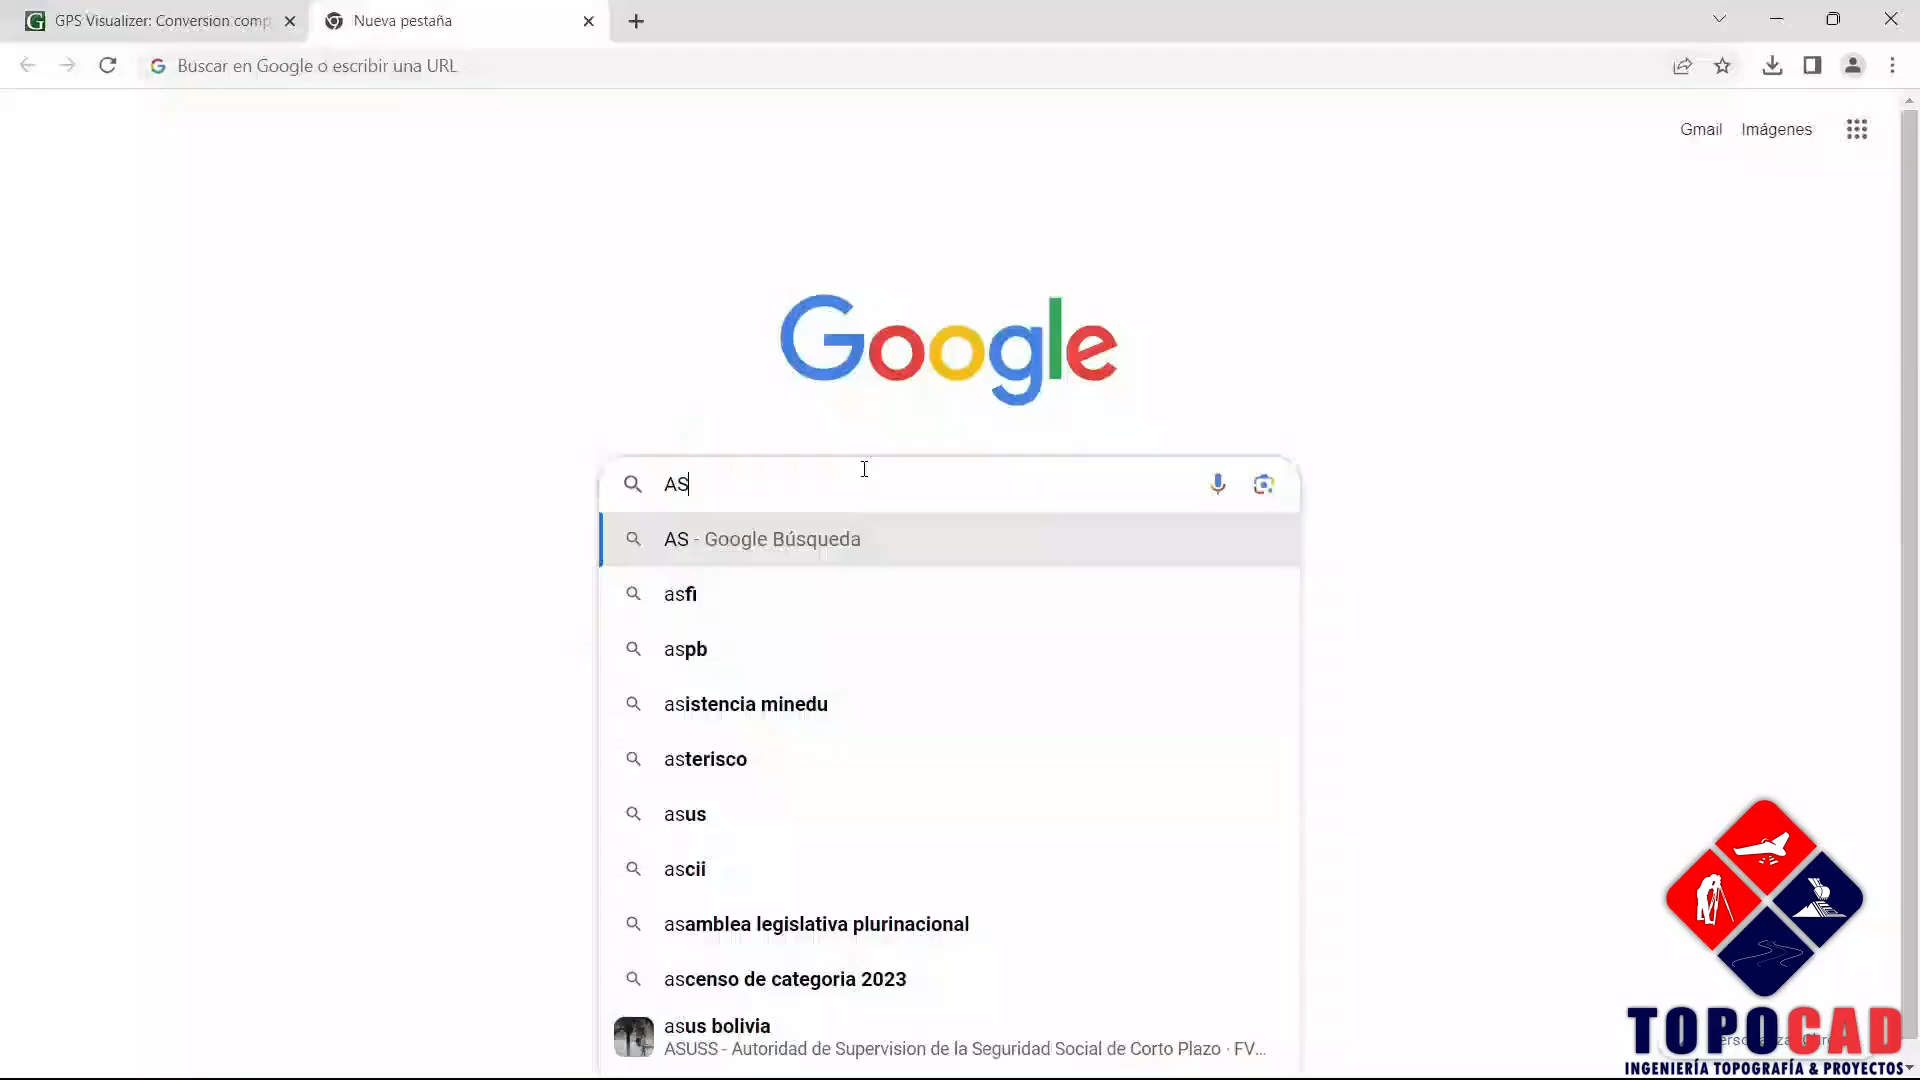 GPS Visualizer: Conversion comp
Nueva pestaña
Buscar en Google o escribir una URL
Gmail
Imágenes
Google
AS
AS - Google Búsqueda
asfi
aspb
asistencia minedu
asterisco
asus
ascii
asamblea legislativa plurinacional
ascenso de categoria 2023
asus bolivia
ASUSS - Autoridad de Supervision de la Seguridad Social de Corto Plazo · FV...
TOPOCAD
INGENIERÍA TOPOGRAFÍA & PROYECTOS